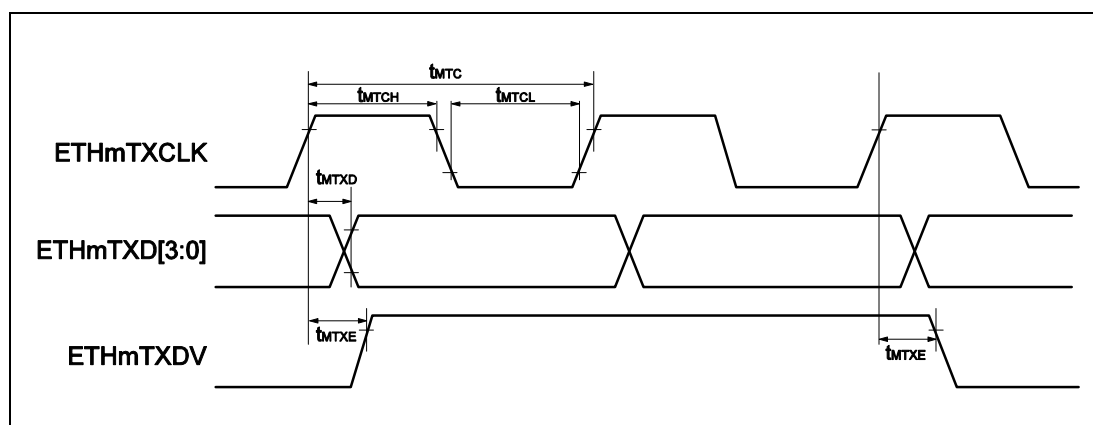 tMTC
tMTCH
tMTCL
ETHmTXCLK
tMTXD
ETHmTXD[3:0]
tMTXE
ETHmTXDV
tMTXE